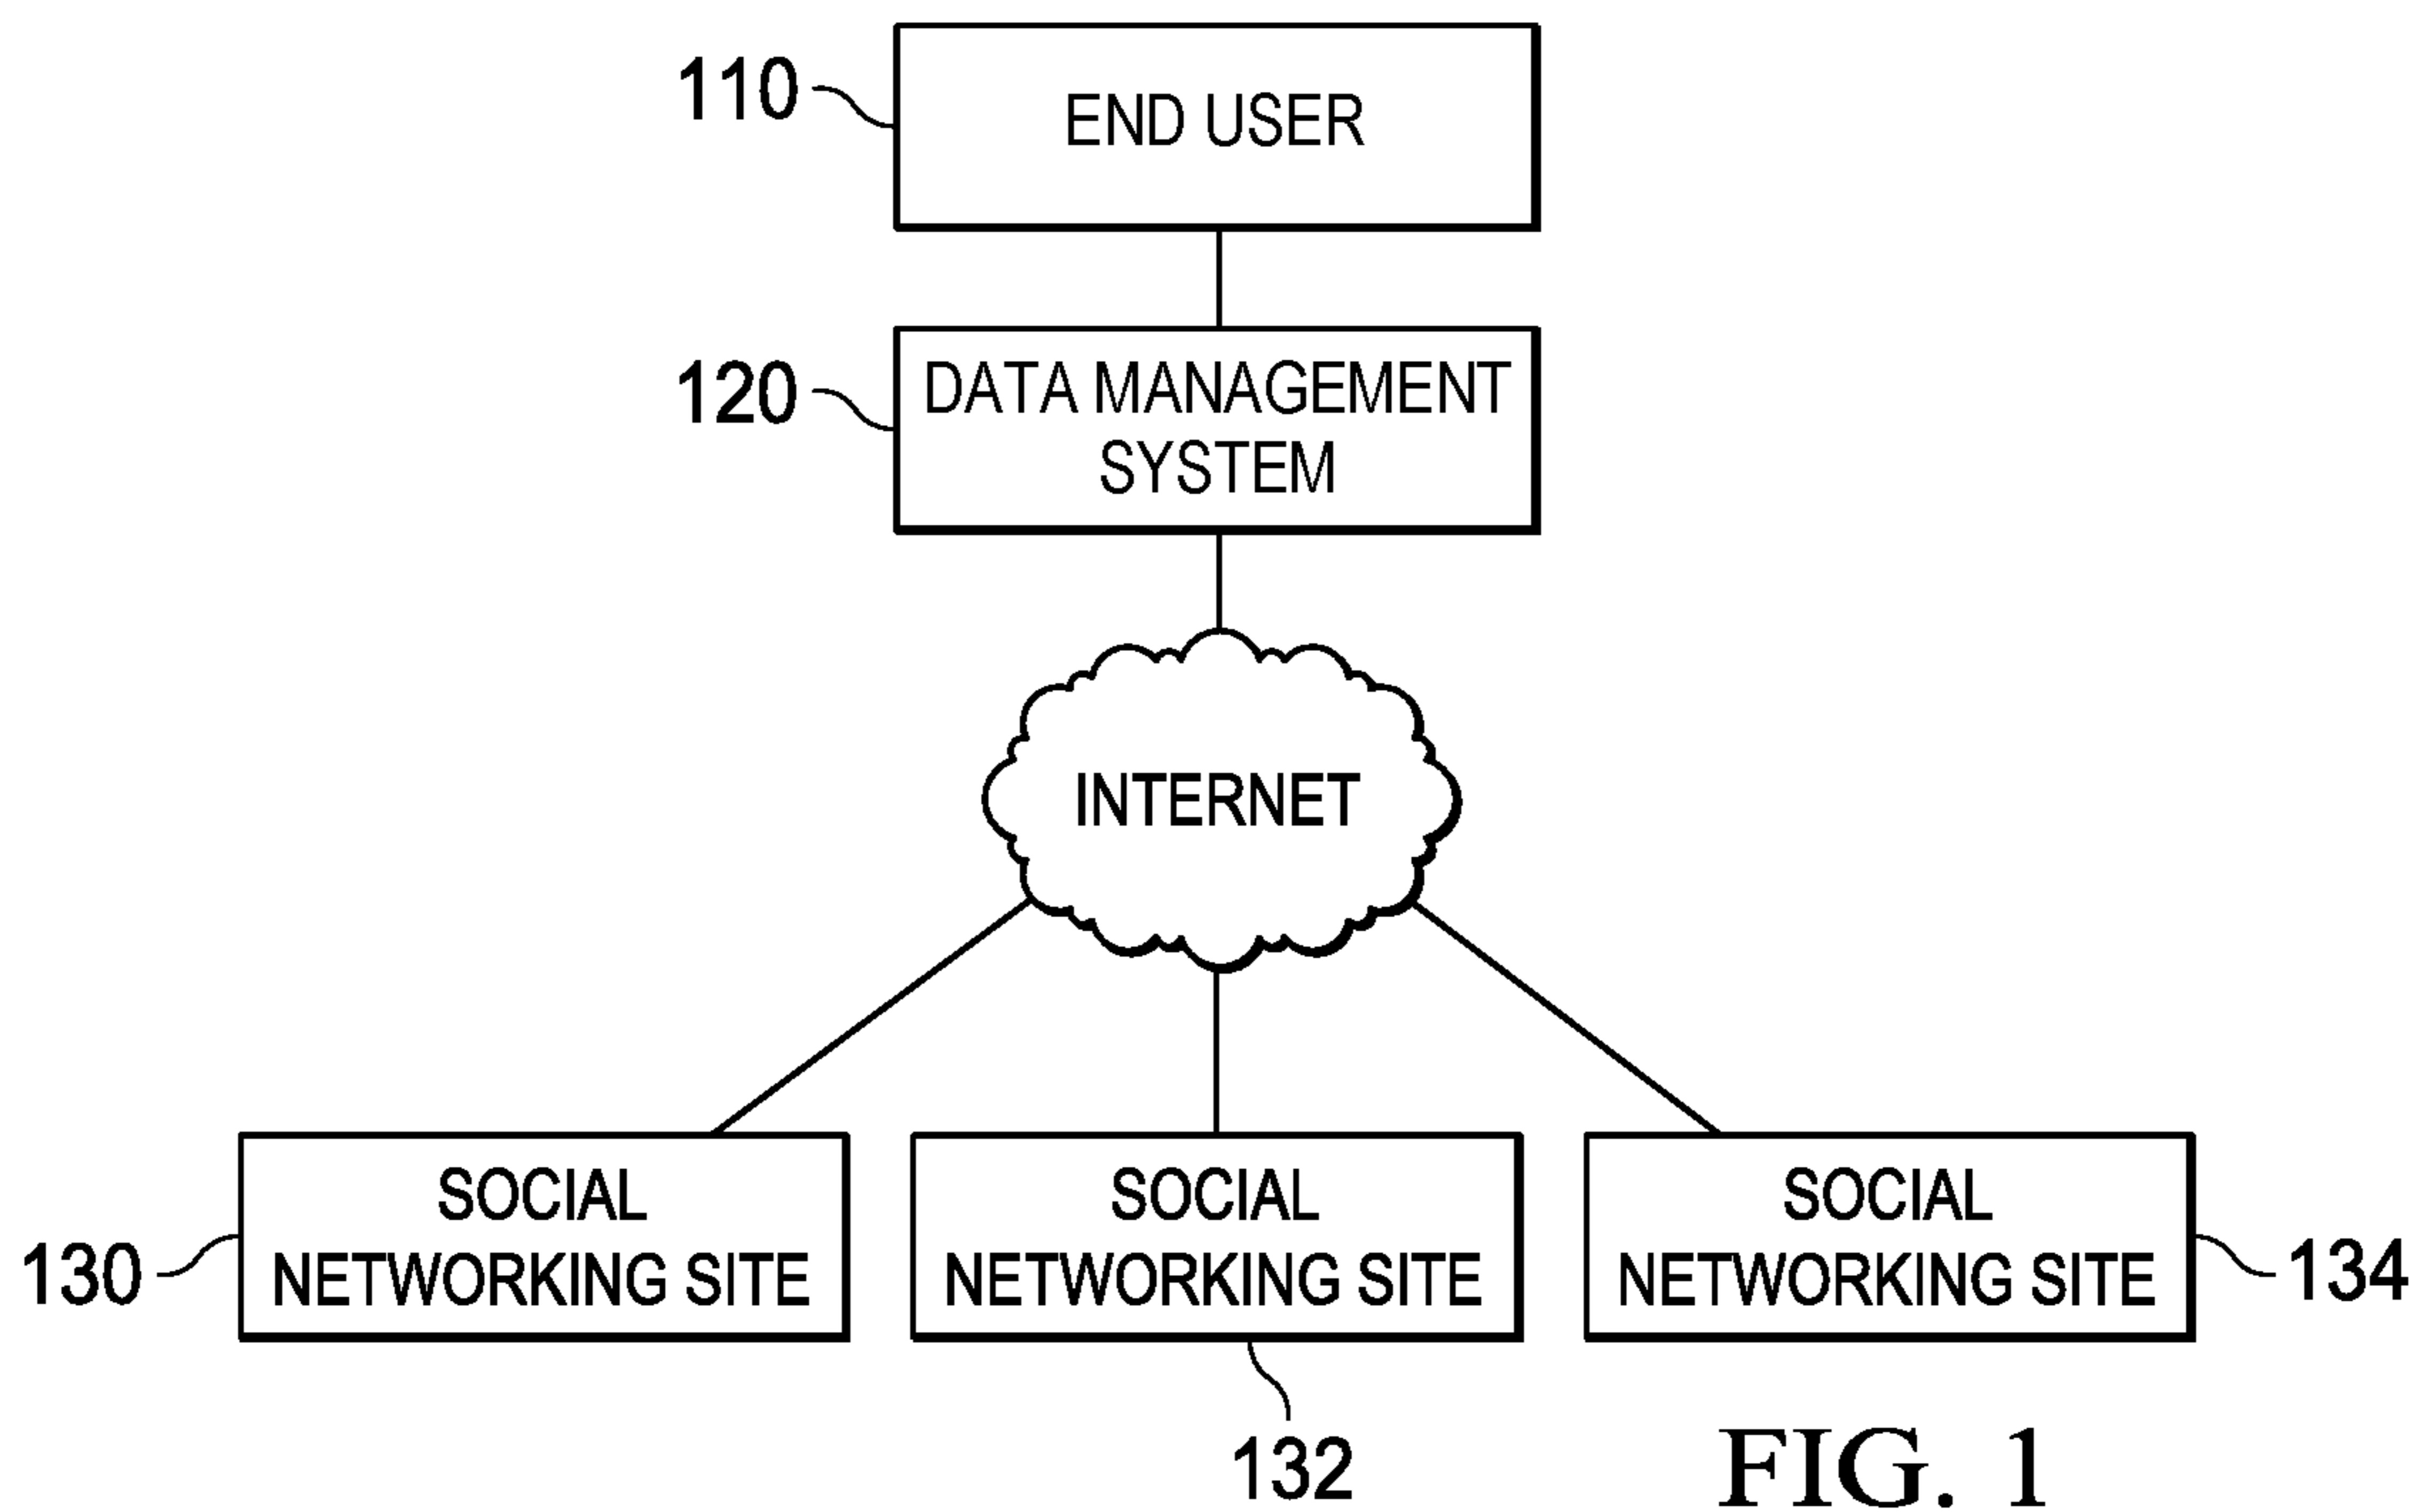 110
END USER
120
DATA MANAGEMENT
SYSTEM
INTERNET
130
SOCIAL
NETWORKING SITE
SOCIAL
NETWORKING SITE
132
SOCIAL
NETWORKING SITE
134
FIG. 1